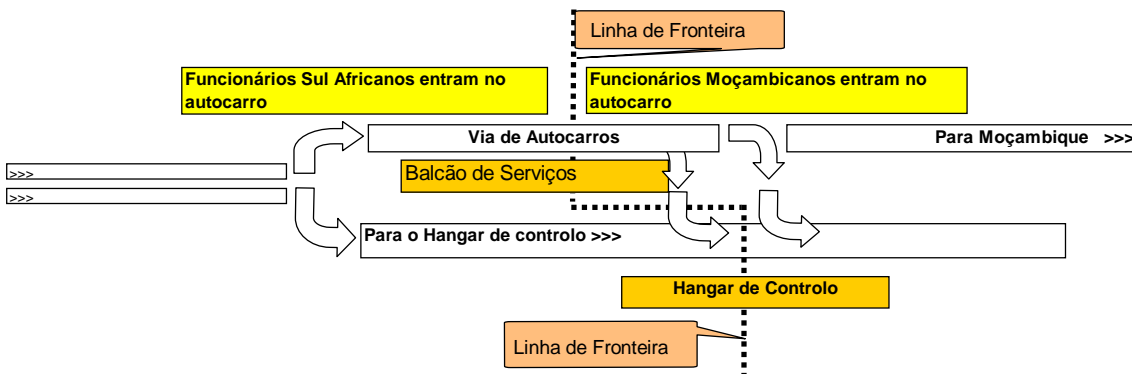 Linha de Fronteira
Funcionários Sul Africanos entram no
autocarro
Funcionários Moçambicanos entram no
autocarro
Via de Autocarros
Para Moçambique >>>
>>>
Balcão de Serviços
>>>
Para o Hangar de controlo >>>
Hangar de Controlo
Linha de Fronteira